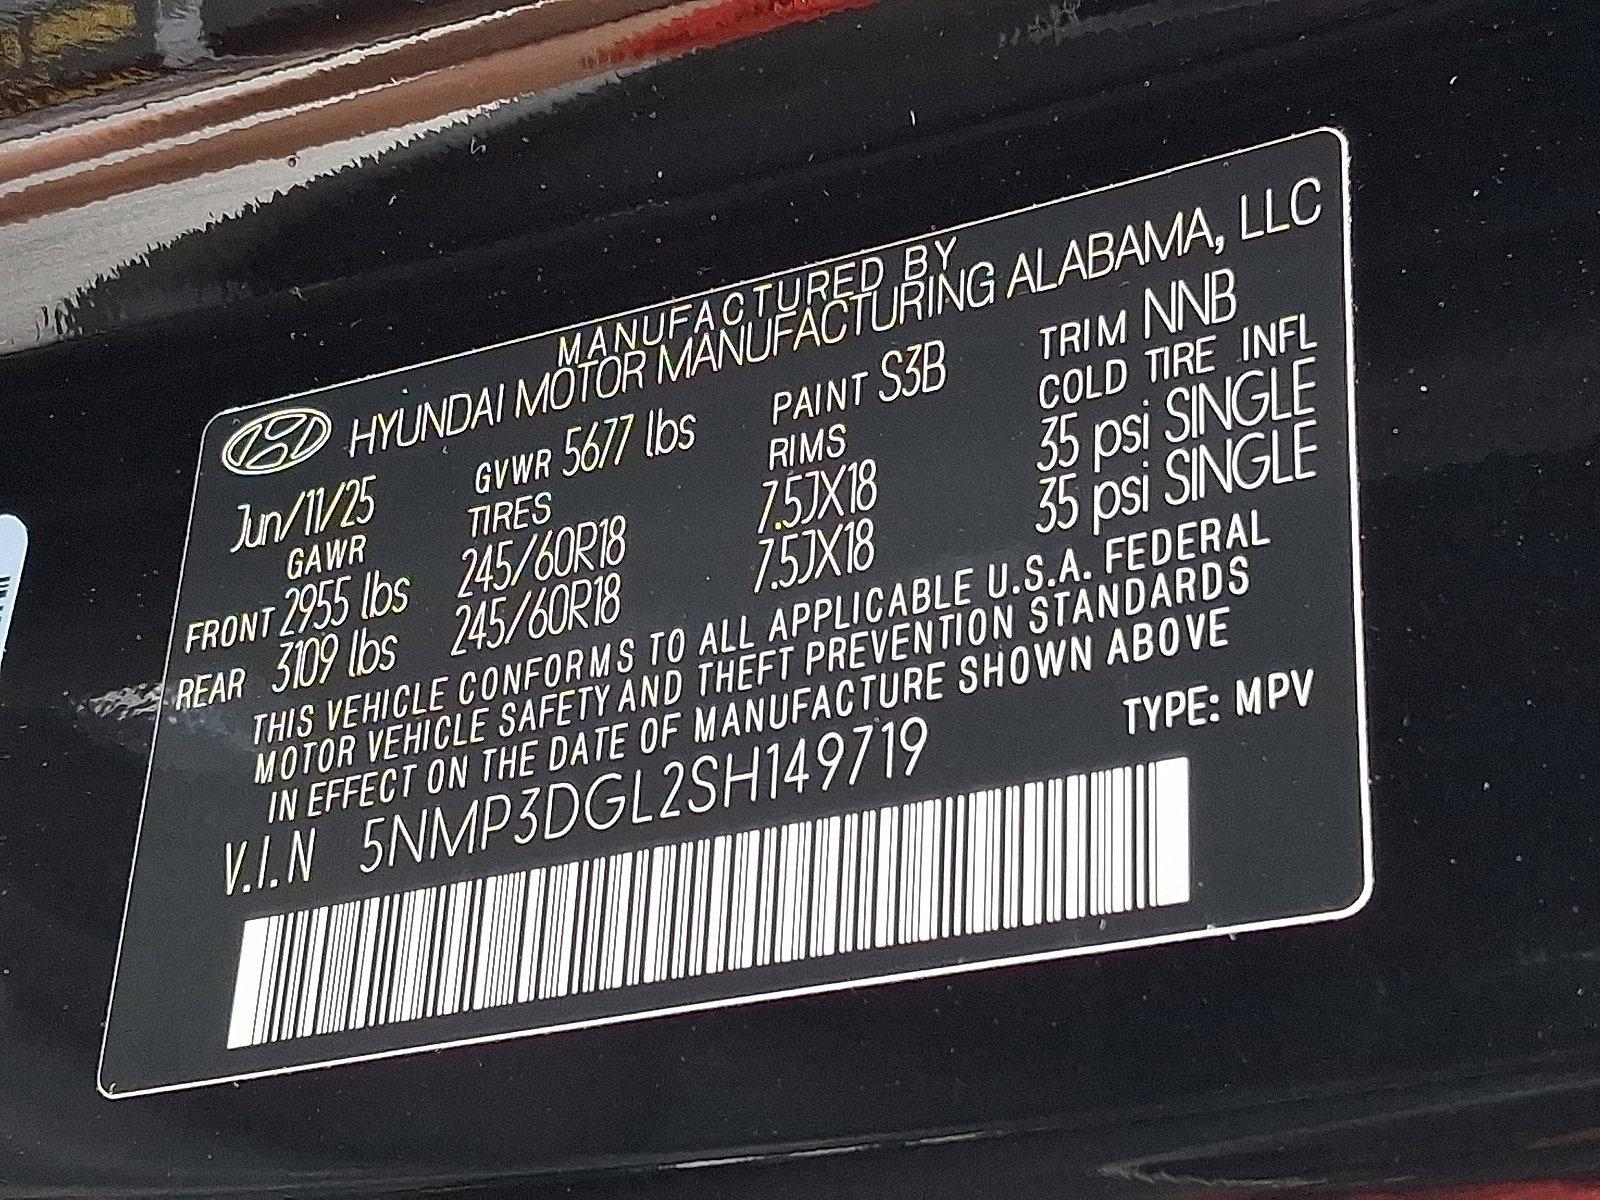 MANUFACTURED BY
HYUNDAI MOTOR MANUFACTURING ALABAMA, LLC
Jun/11/25 GVWR 5677 lbs PAINT S3B TRIM NNB
GAWR TIRES RIMS COLD TIRE INFL
FRONT 2955 lbs 245/60R18 7.5JX18 35 psi SINGLE
REAR 3109 lbs 245/60R18 7.5JX18 35 psi SINGLE
THIS VEHICLE CONFORMS TO ALL APPLICABLE U.S.A. FEDERAL
MOTOR VEHICLE SAFETY AND THEFT PREVENTION STANDARDS
IN EFFECT ON THE DATE OF MANUFACTURE SHOWN ABOVE
V.I.N 5NMP3DGL2SH149719 TYPE: MPV